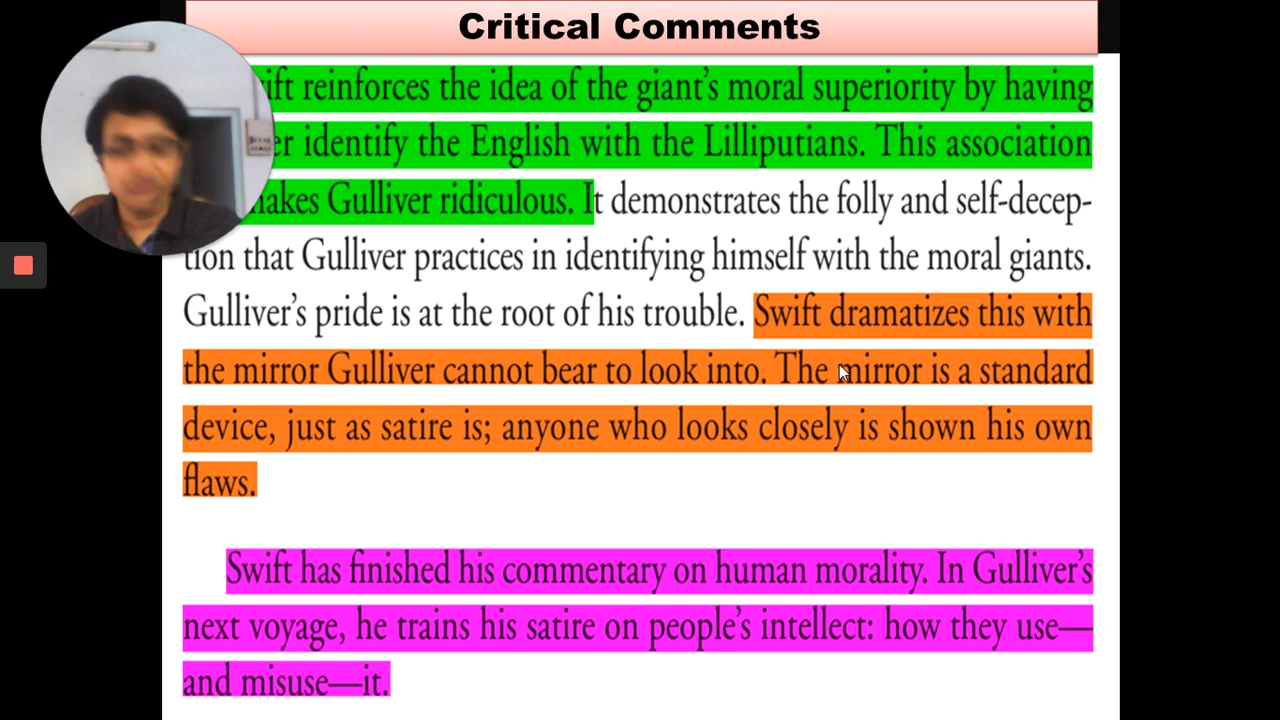 Critical Comments
ift reinforces the idea of the giant's moral superiority by having
er identify the English with the Lilliputians. This association
makes Gulliver ridiculous. It demonstrates the folly and self-decep-
tion that Gulliver practices in identifying himself with the moral giants.
Gulliver's pride is at the root of his trouble. Swift dramatizes this with
the mirror Gulliver cannot bear to look into. The mirror is a standard
device, just as satire is; anyone who looks closely is shown his own
flaws.
Swift has finished his commentary on human morality. In Gulliver's
next voyage, he trains his satire on people's intellect: how they use—
and misuse—it.